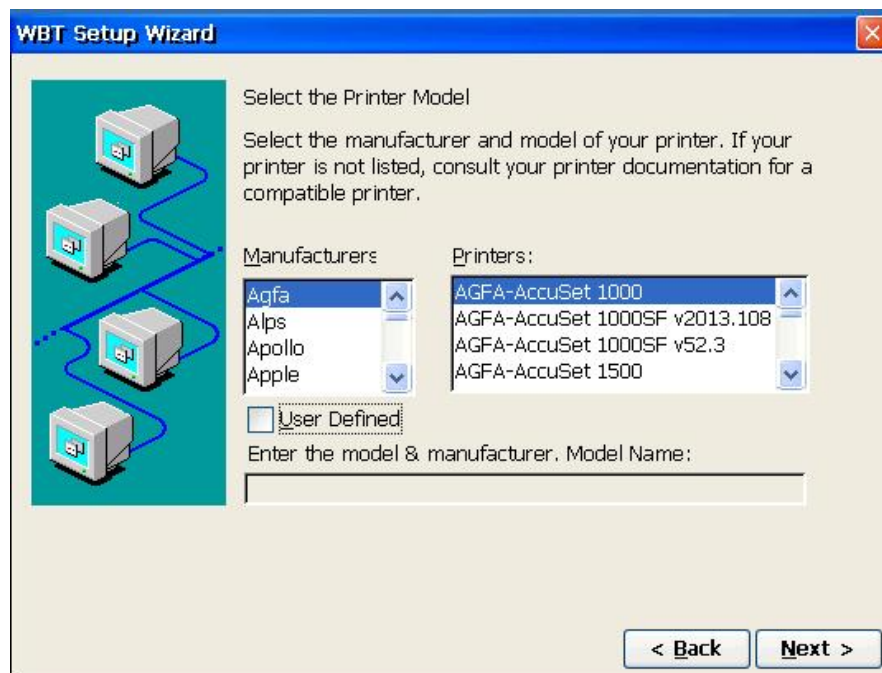 WBT Setup Wizard
Select the Printer Model
Select the manufacturer and model of your printer. If your
printer is not listed, consult your printer documentation for a
compatible printer.
Manufacturers
Agfa
Alps
Apollo
Apple
Printers:
AGFA-AccuSet 1000
AGFA-AccuSet 1000SF v2013.108
AGFA-AccuSet 1000SF v52.3
AGFA-AccuSet 1500
User Defined
Enter the model & manufacturer. Model Name:
< Back
Next >